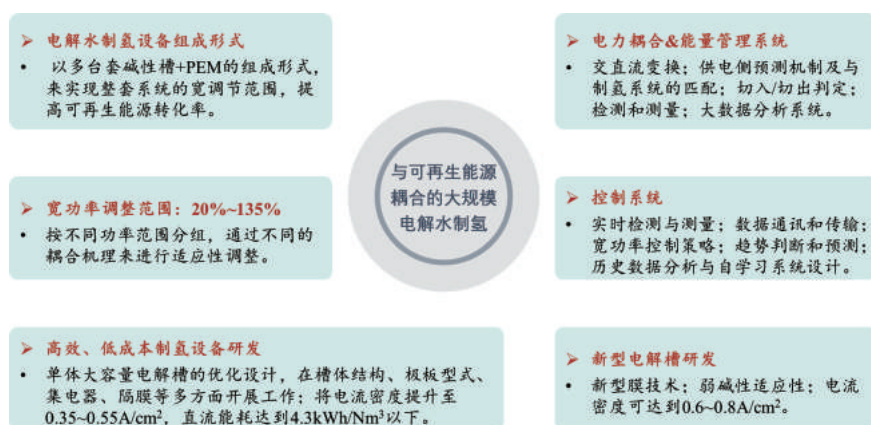 电解水制氢设备组成形式
• 以多台套碱性槽+PEM的组成形式，
来实现整套系统的宽调节范围，提
高可再生能源转化率。
宽功率调整范围：20%~135%
• 按不同功率范围分组，通过不同的
耦合机理来进行适应性调整。
高效、低成本制氢设备研发
• 单体大容量电解槽的优化设计，在槽体结构、极板型式、
集电器、隔膜等多方面开展工作；将电流密度提升至
0.35~0.55A/cm²，直流能耗达到4.3kWh/Nm³以下。
与可再生能源
耦合的大规模
电解水制氢
电力耦合&能量管理系统
• 交直流变换；供电侧预测机制及与
制氢系统的匹配；切入/切出判定；
检测和测量；大数据分析系统。
控制系统
• 实时检测与测量；数据通讯和传输；
宽功率控制策略；趋势判断和预测；
历史数据分析与自学习系统设计。
新型电解槽研发
• 新型膜技术；弱碱性适应性；电流
密度可达到0.6~0.8A/cm²。